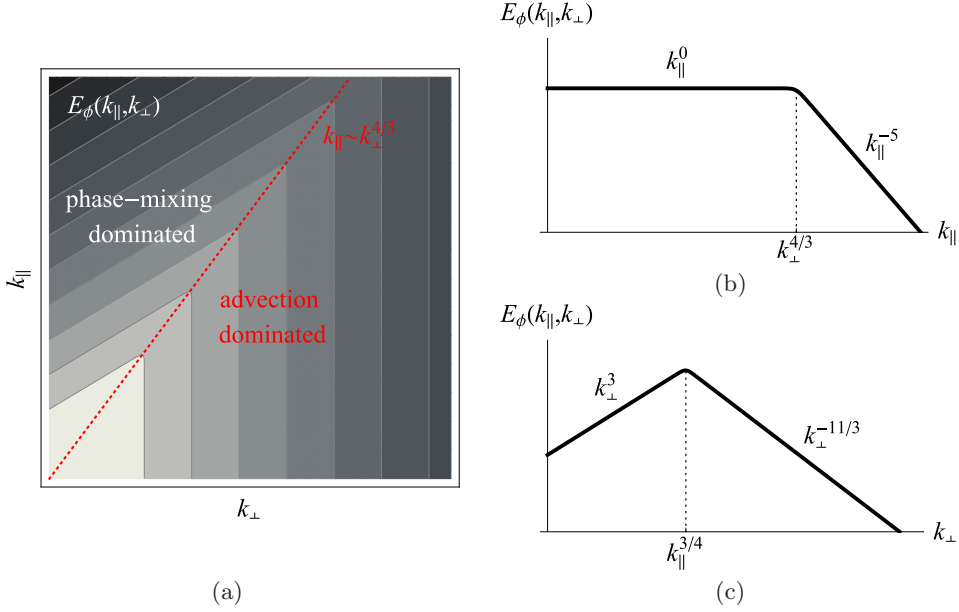 E_ϕ(k_∥,k_⊥)
k_∥~k_⊥^{4/3}
phase−mixing
dominated
advection
dominated
k_∥
k_⊥
(a)
E_ϕ(k_∥,k_⊥)
k_∥^0
k_∥^{−5}
k_∥
k_⊥^{4/3}
(b)
E_ϕ(k_∥,k_⊥)
k_⊥^3
k_⊥^{−11/3}
k_⊥
k_∥^{3/4}
(c)